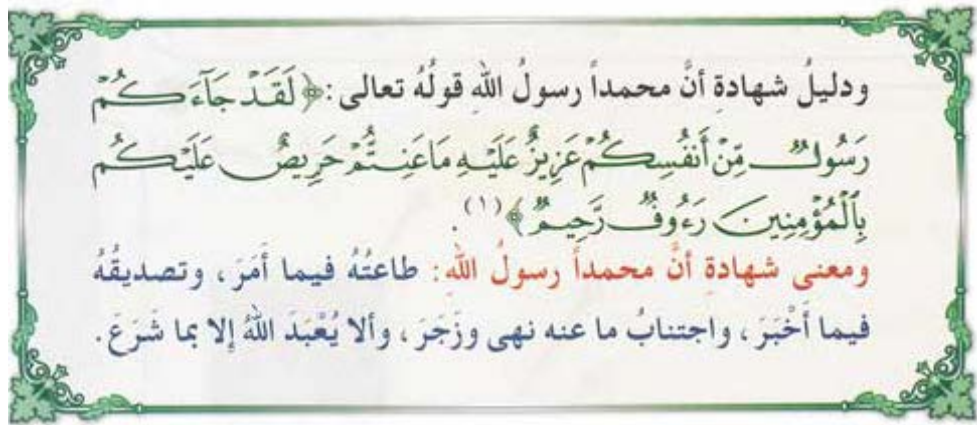 ودليلُ شهادةِ أنَّ محمداً رسولُ اللهِ قولُهُ تعالى: ﴿لَقَدْ جَآءَكُمْ
رَسُولٌ مِّنْ أَنفُسِكُمْ عَزِيزٌ عَلَيْهِ مَا عَنِتُّمْ حَرِيصٌ عَلَيْكُم
بِالْمُؤْمِنِينَ رَءُوفٌ رَّحِيمٌ﴾(١).
ومعنى شهادةِ أنَّ محمداً رسولُ اللهِ: طاعتُهُ فيما أَمَرَ، وتصديقُهُ
فيما أَخْبَرَ، واجتنابُ ما عنه نهى وزَجَرَ، وألا يُعْبَدَ اللهُ إلا بما شَرَعَ.